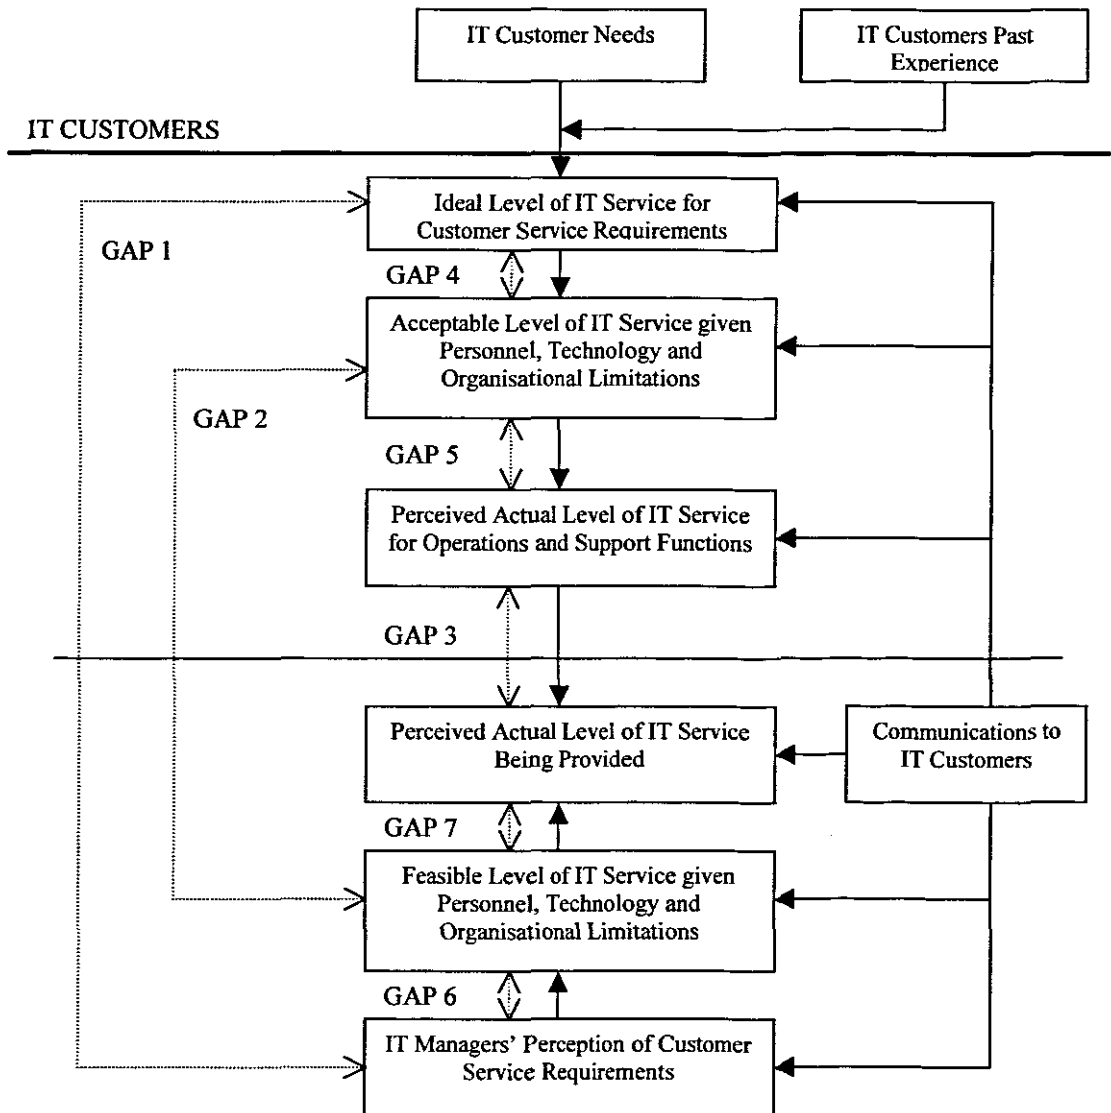 IT Customer Needs
IT Customers Past
Experience
IT CUSTOMERS
Ideal Level of IT Service for
Customer Service Requirements
GAP 1
GAP 4
Acceptable Level of IT Service given
Personnel, Technology and
Organisational Limitations
GAP 2
GAP 5
Perceived Actual Level of IT Service
for Operations and Support Functions
GAP 3
Perceived Actual Level of IT Service
Being Provided
Communications to
IT Customers
GAP 7
Feasible Level of IT Service given
Personnel, Technology and
Organisational Limitations
GAP 6
IT Managers' Perception of Customer
Service Requirements